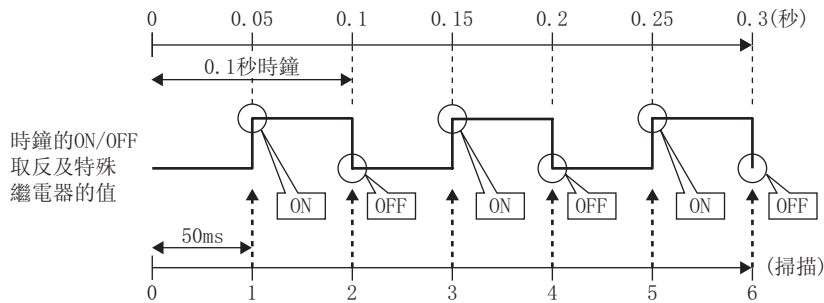 0 0.05 0.1 0.15 0.2 0.25 0.3(秒)
0.1秒時鐘
時鐘的ON/OFF
取反及特殊
繼電器的值
ON OFF ON OFF ON OFF
50ms
(掃描)
0 1 2 3 4 5 6